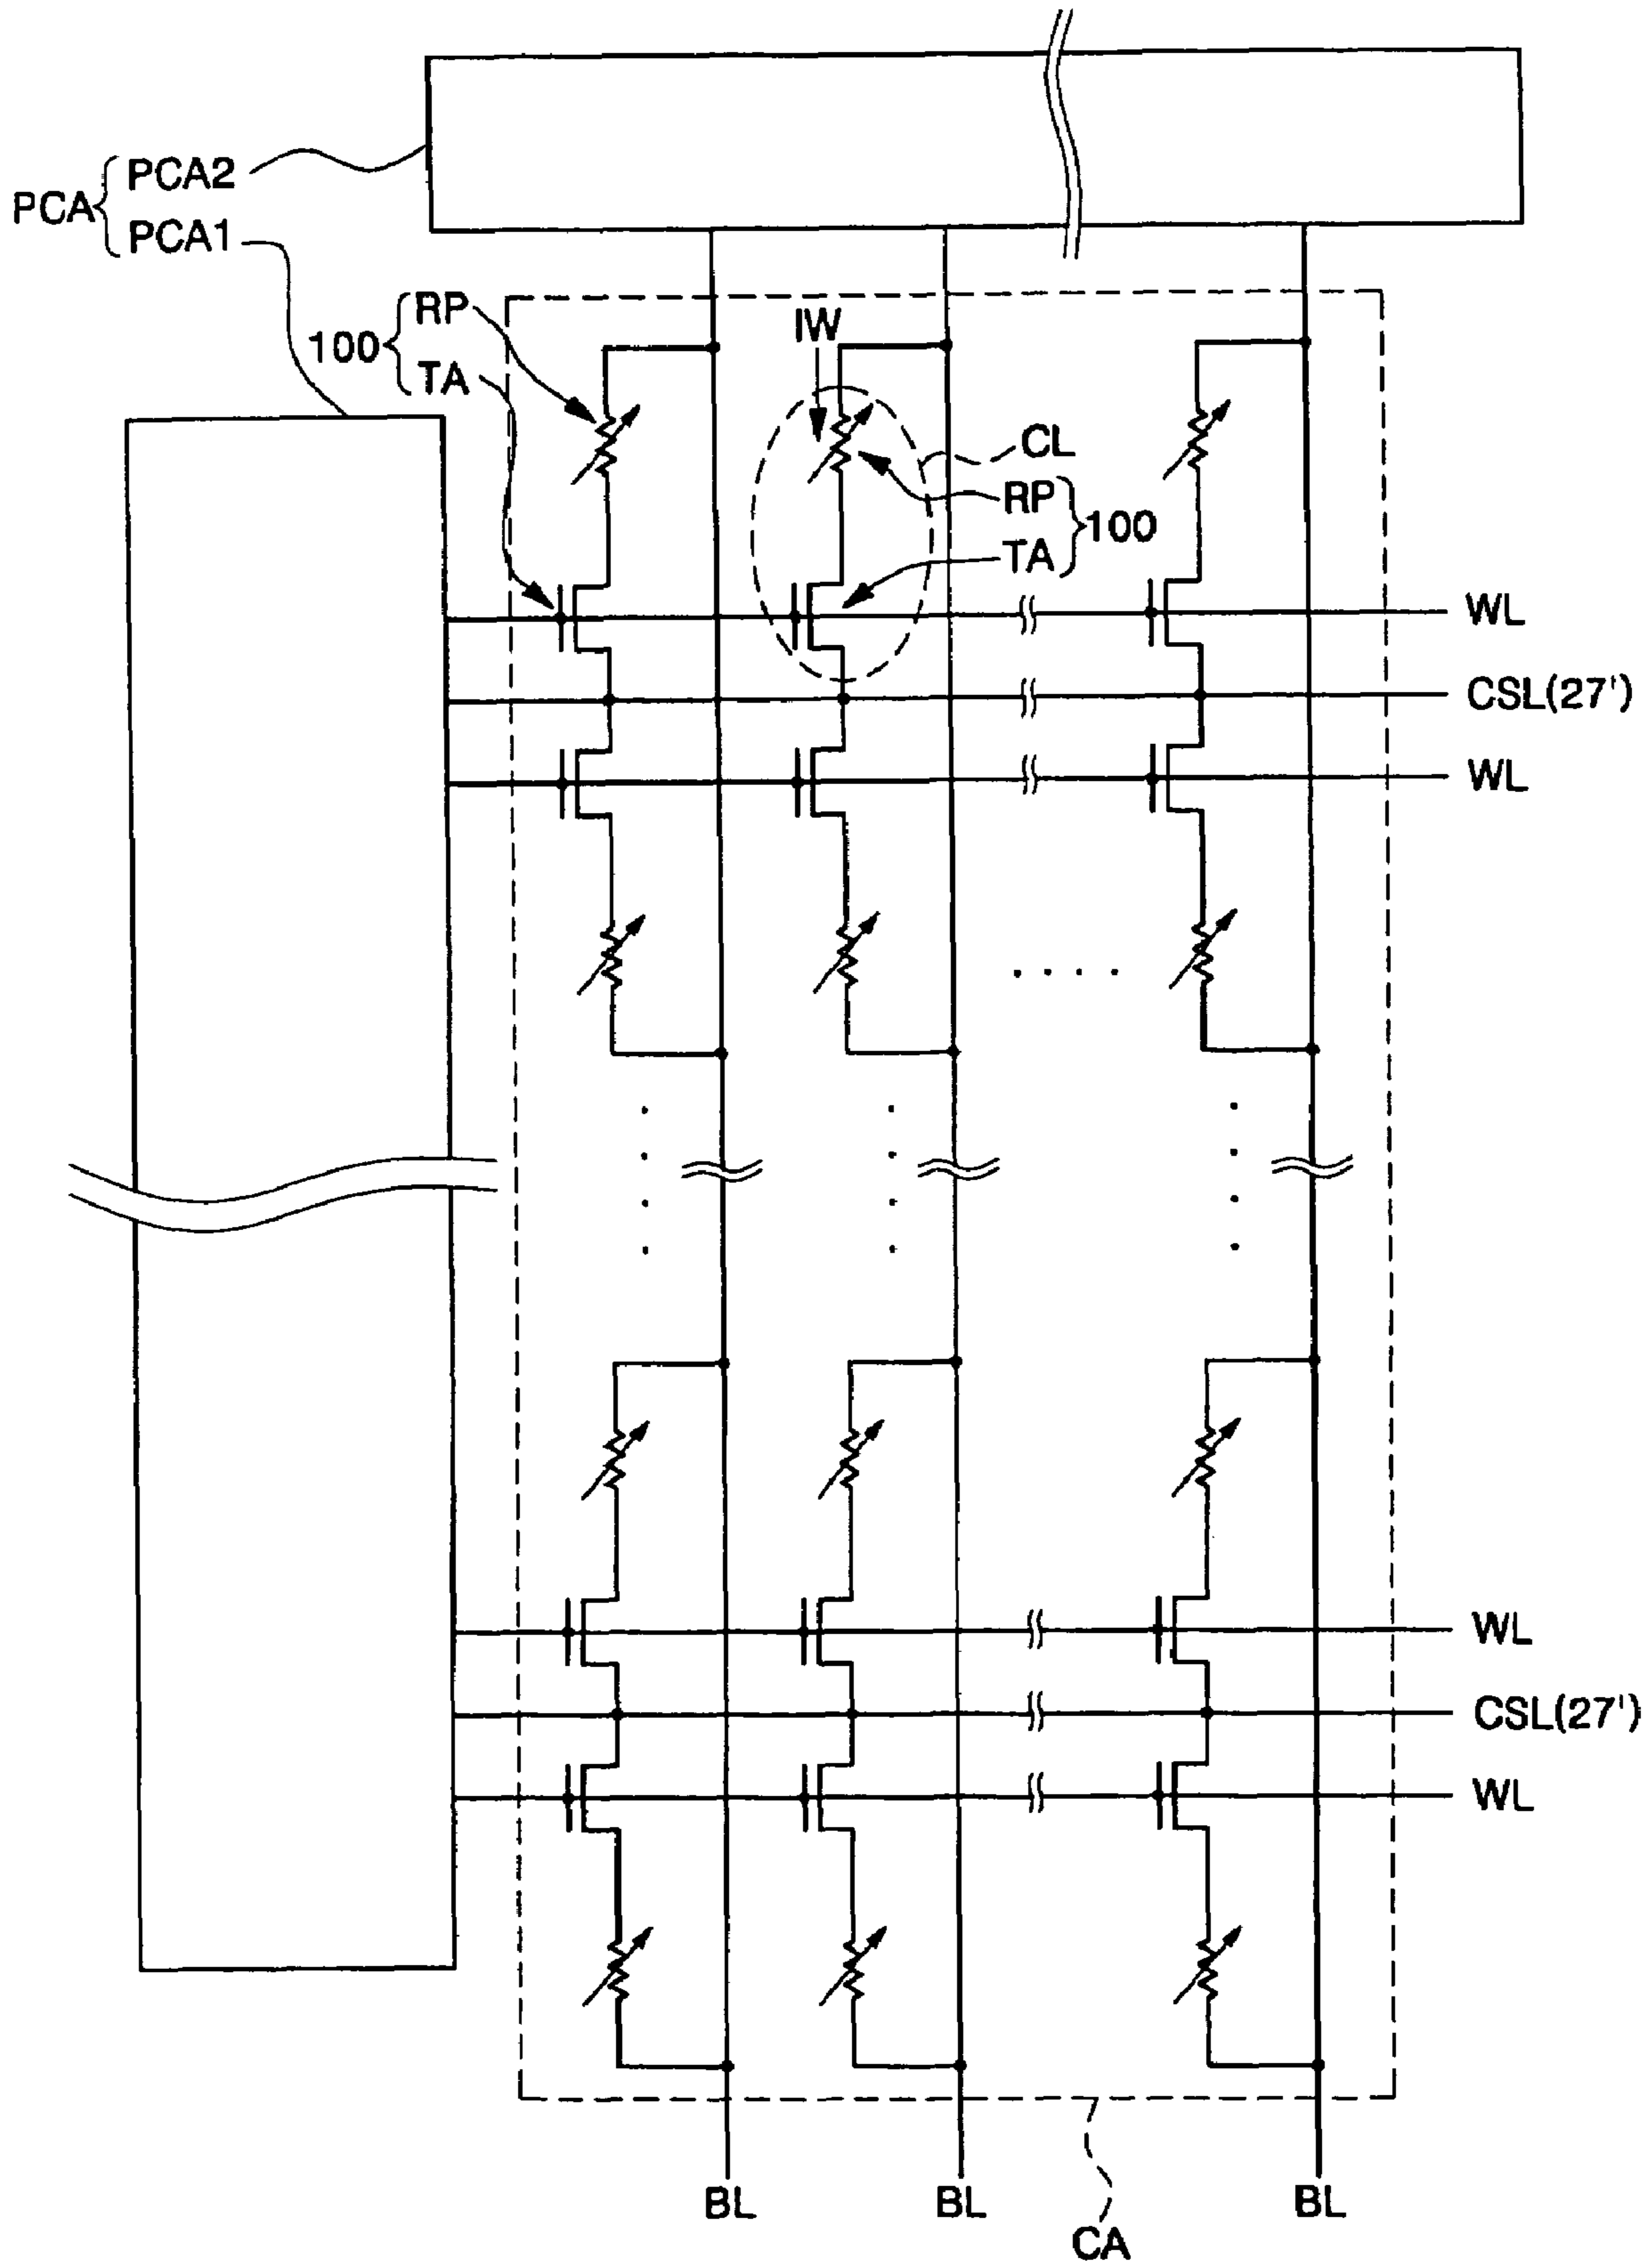 PCA
PCA2
PCA1
100
RP
TA
IW
CL
RP
TA
100
WL
CSL(27')
WL
WL
CSL(27')
WL
BL
BL
BL
CA